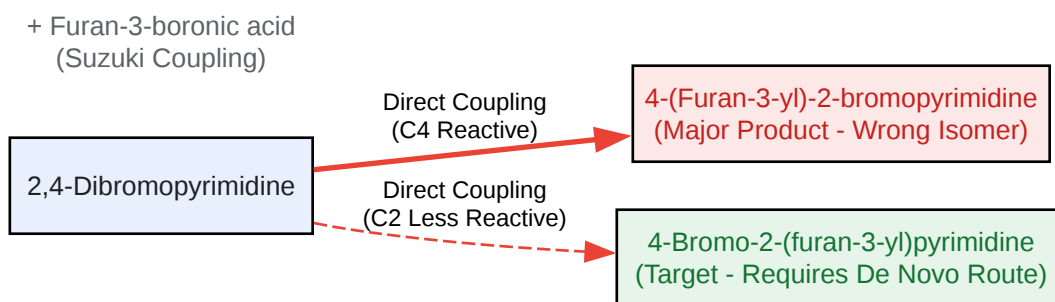 + Furan-3-boronic acid
(Suzuki Coupling)
2,4-Dibromopyrimidine
Direct Coupling
(C4 Reactive)
Direct Coupling
(C2 Less Reactive)
4-(Furan-3-yl)-2-bromopyrimidine
(Major Product - Wrong Isomer)
4-Bromo-2-(furan-3-yl)pyrimidine
(Target - Requires De Novo Route)